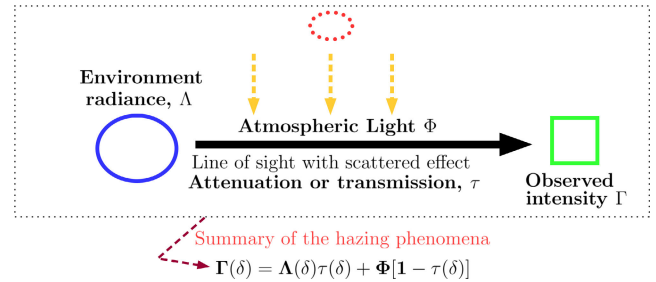 Environment
radiance, Λ
Atmospheric Light Φ
Line of sight with scattered effect
Attenuation or transmission, τ
Observed
intensity Γ
Summary of the hazing phenomena
Γ(δ) = Λ(δ)τ(δ) + Φ[1 − τ(δ)]